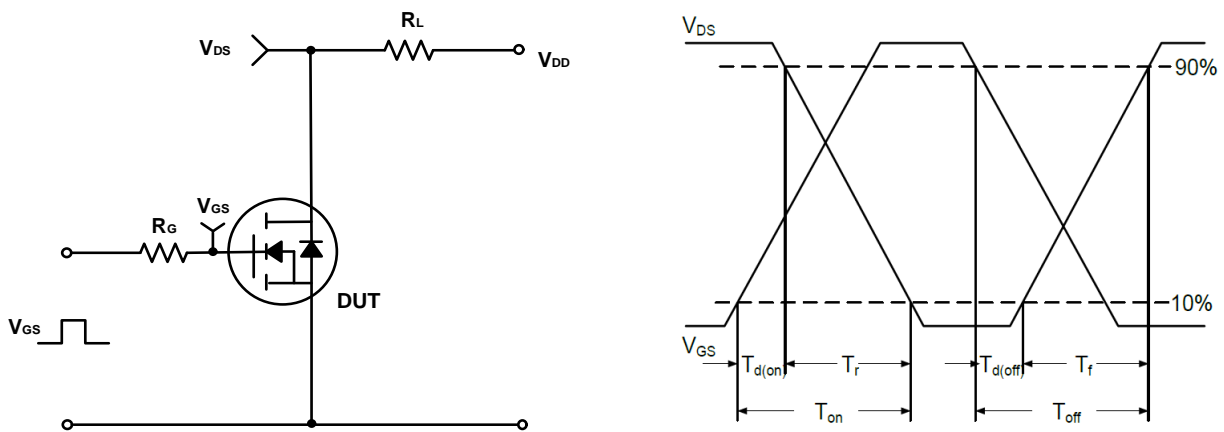 RL
VDS
VDD
VGS
RG
DUT
VGS
VDS
90%
10%
VGS
Td(on)
Tr
Td(off)
Tf
Ton
Toff